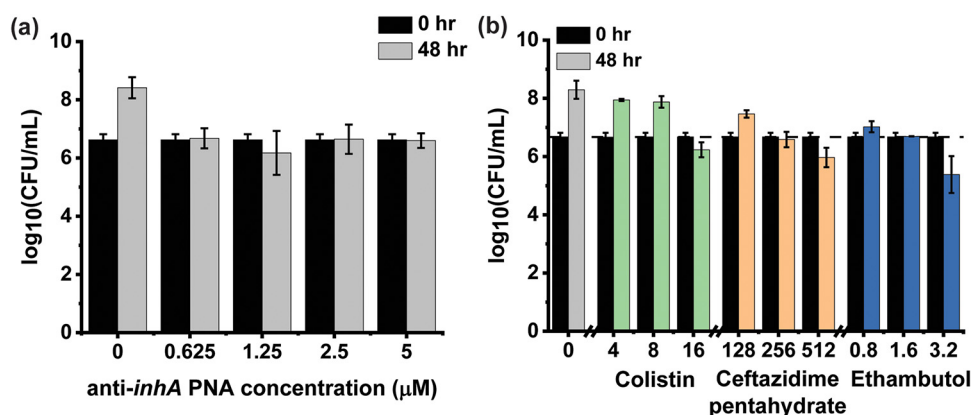 (a)
0 hr
48 hr
10
8
6
4
2
0
log10(CFU/mL)
0 0.625 1.25 2.5 5
anti-inhA PNA concentration (μM)
(b)
0 hr
48 hr
10
8
6
4
2
0
log10(CFU/mL)
0 4 8 16 128 256 512 0.8 1.6 3.2
Colistin Ceftazidime Ethambutol
pentahydrate